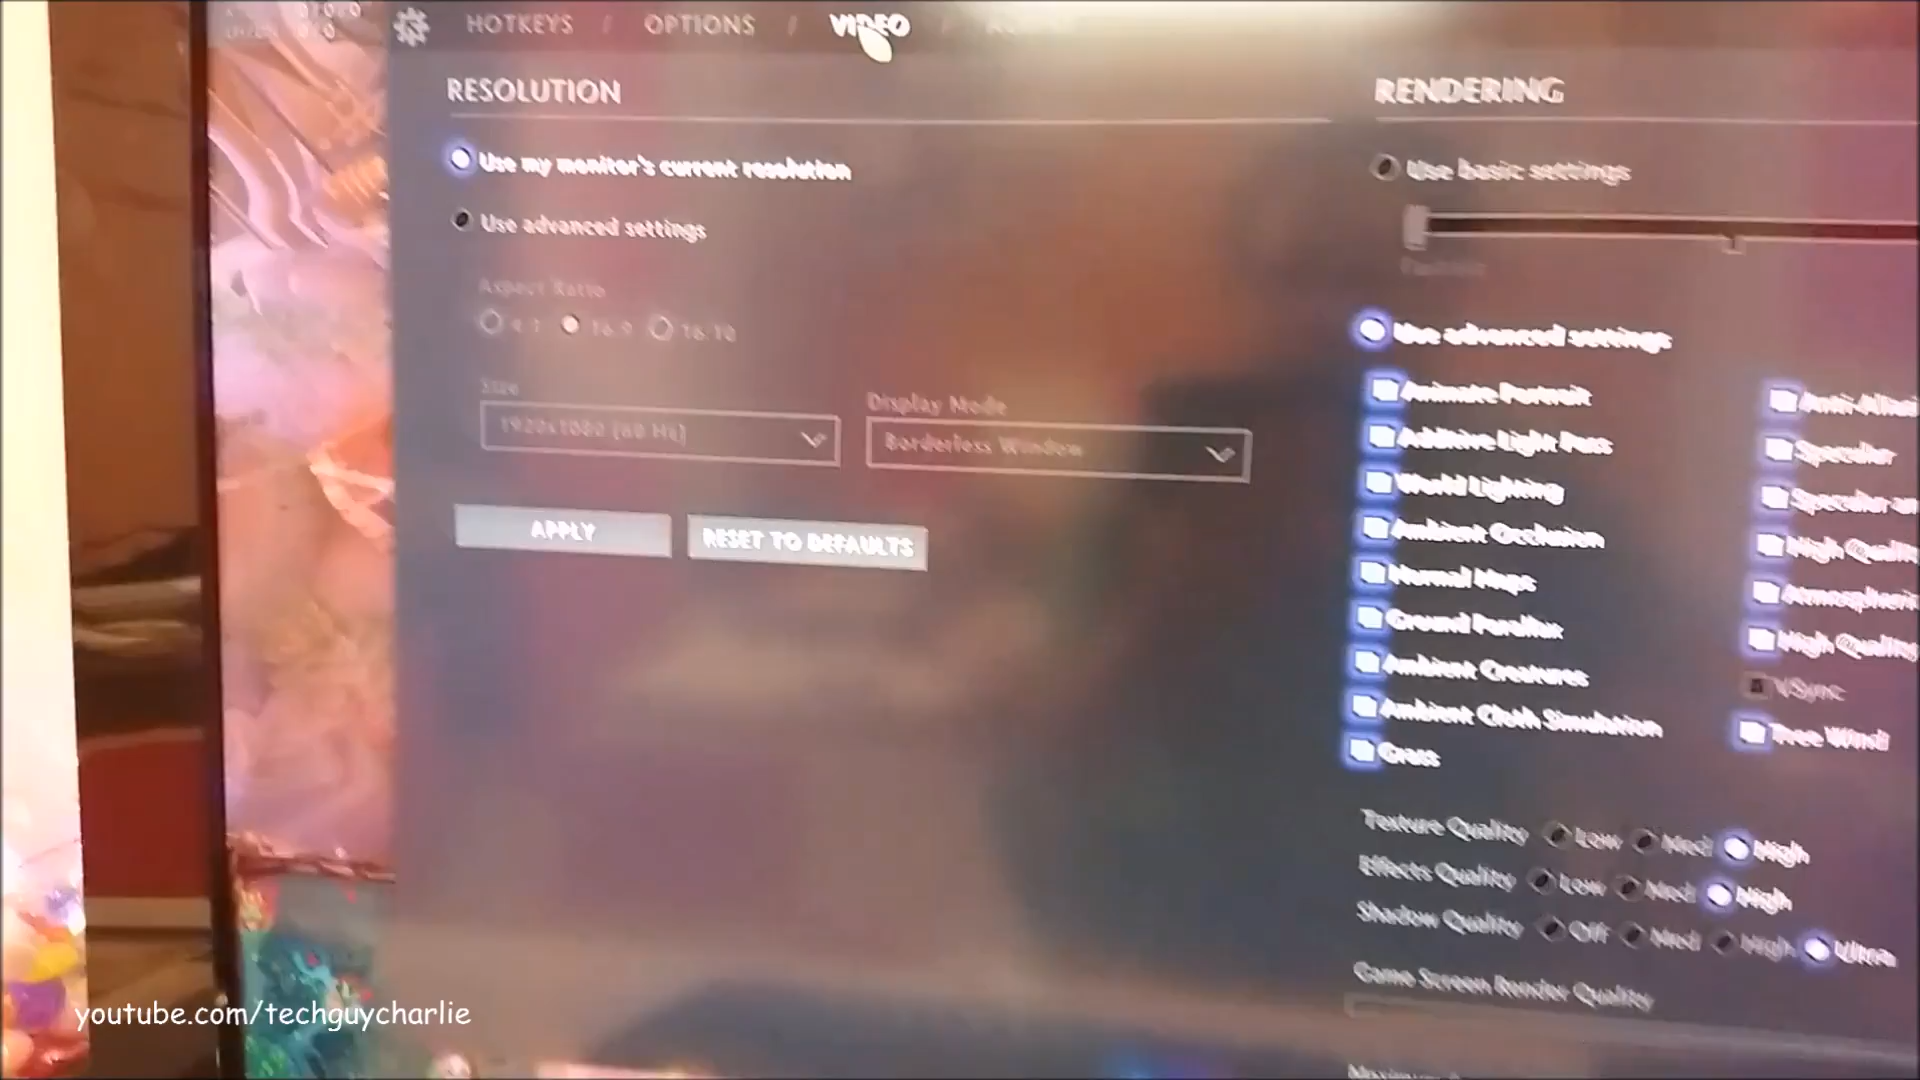 HOTKEYS / OPTIONS / VIDEO /
RESOLUTION
Use my monitor's current resolution
Use advanced settings
Aspect Ratio
4:3 16:9 16:10
Size
1920x1080 (60 Hz)
Display Mode
Borderless Window
APPLY
RESET TO DEFAULTS
RENDERING
Use basic settings
Use advanced settings
Animate Portrait
Additive Light Pass
World Lighting
Ambient Occlusion
Normal Maps
Ground Parallax
Ambient Creatures
Ambient Cloth Simulation
Grass
Specular
VSync
Tree Wind
Texture Quality Low Med High
Effects Quality Low Med High
Shadow Quality Off Med High Ultra
Game Screen Render Quality
youtube.com/techguycharlie